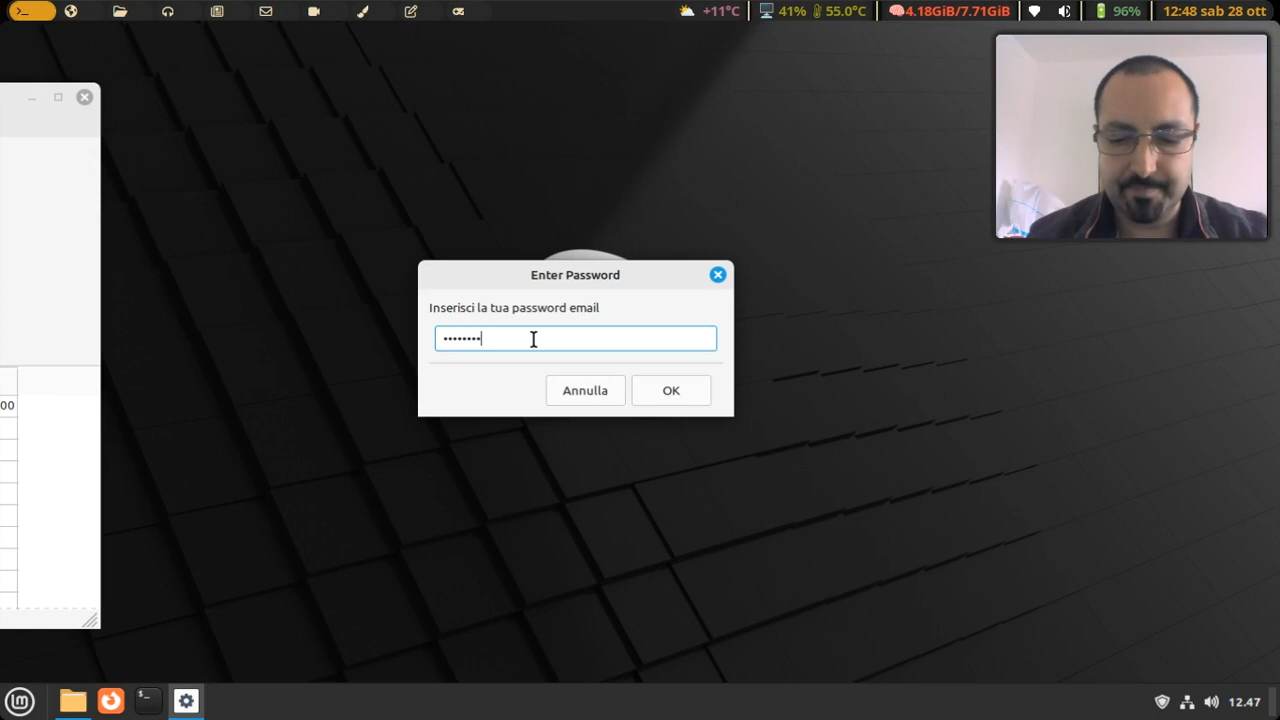 +11°C 41% 55.0°C 4.18GiB/7.71GiB 96% 12:48 sab 28 ott
Enter Password
Inserisci la tua password email
••••••••
00
Annulla OK
12.47